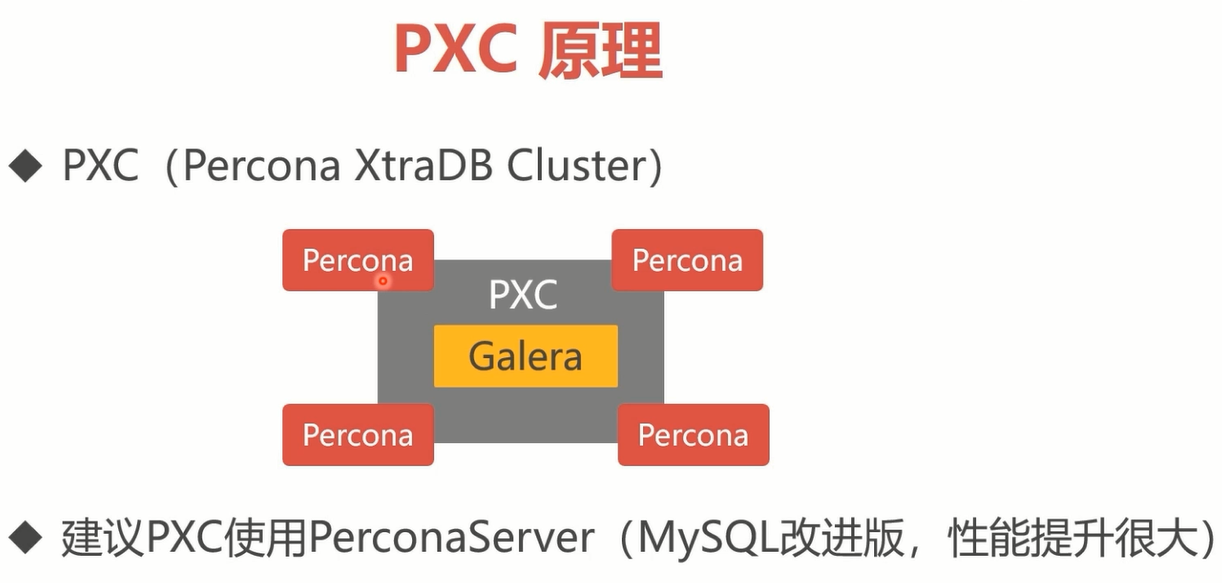 PXC 原理
◆ PXC（Percona XtraDB Cluster）
Percona
Percona
PXC
Galera
Percona
Percona
◆ 建议PXC使用PerconaServer（MySQL改进版，性能提升很大）